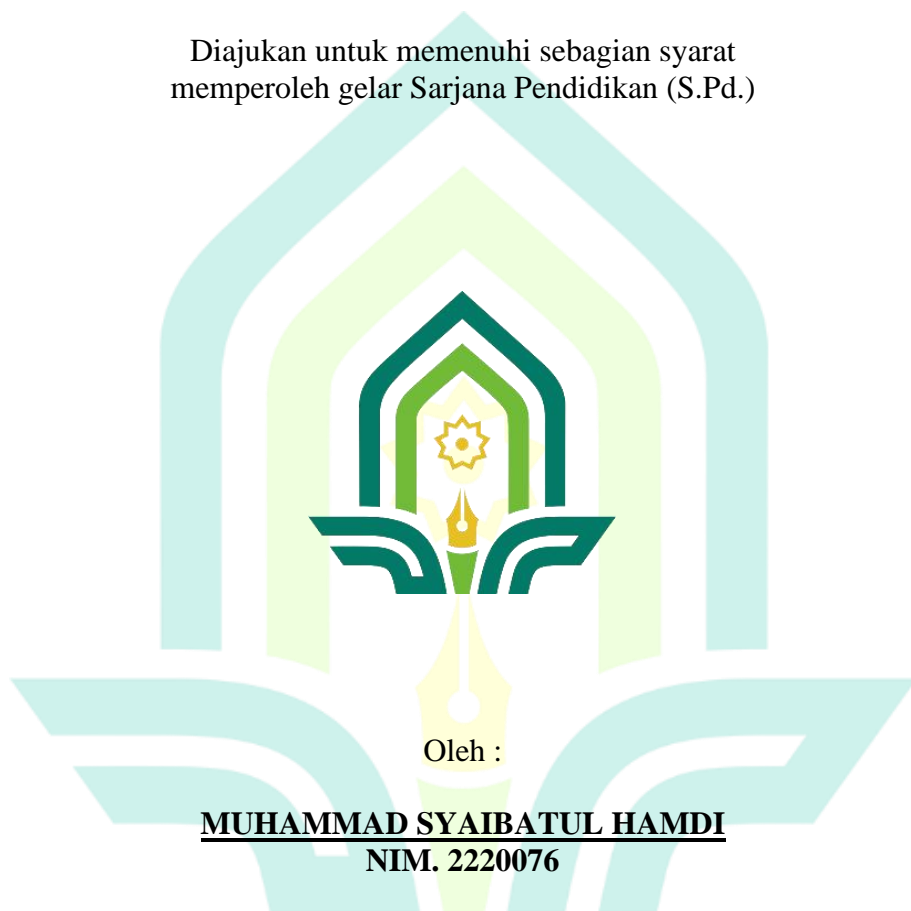 Diajukan untuk memenuhi sebagian syarat
memperoleh gelar Sarjana Pendidikan (S.Pd.)
Oleh :
MUHAMMAD SYAIBATUL HAMDI
NIM. 2220076